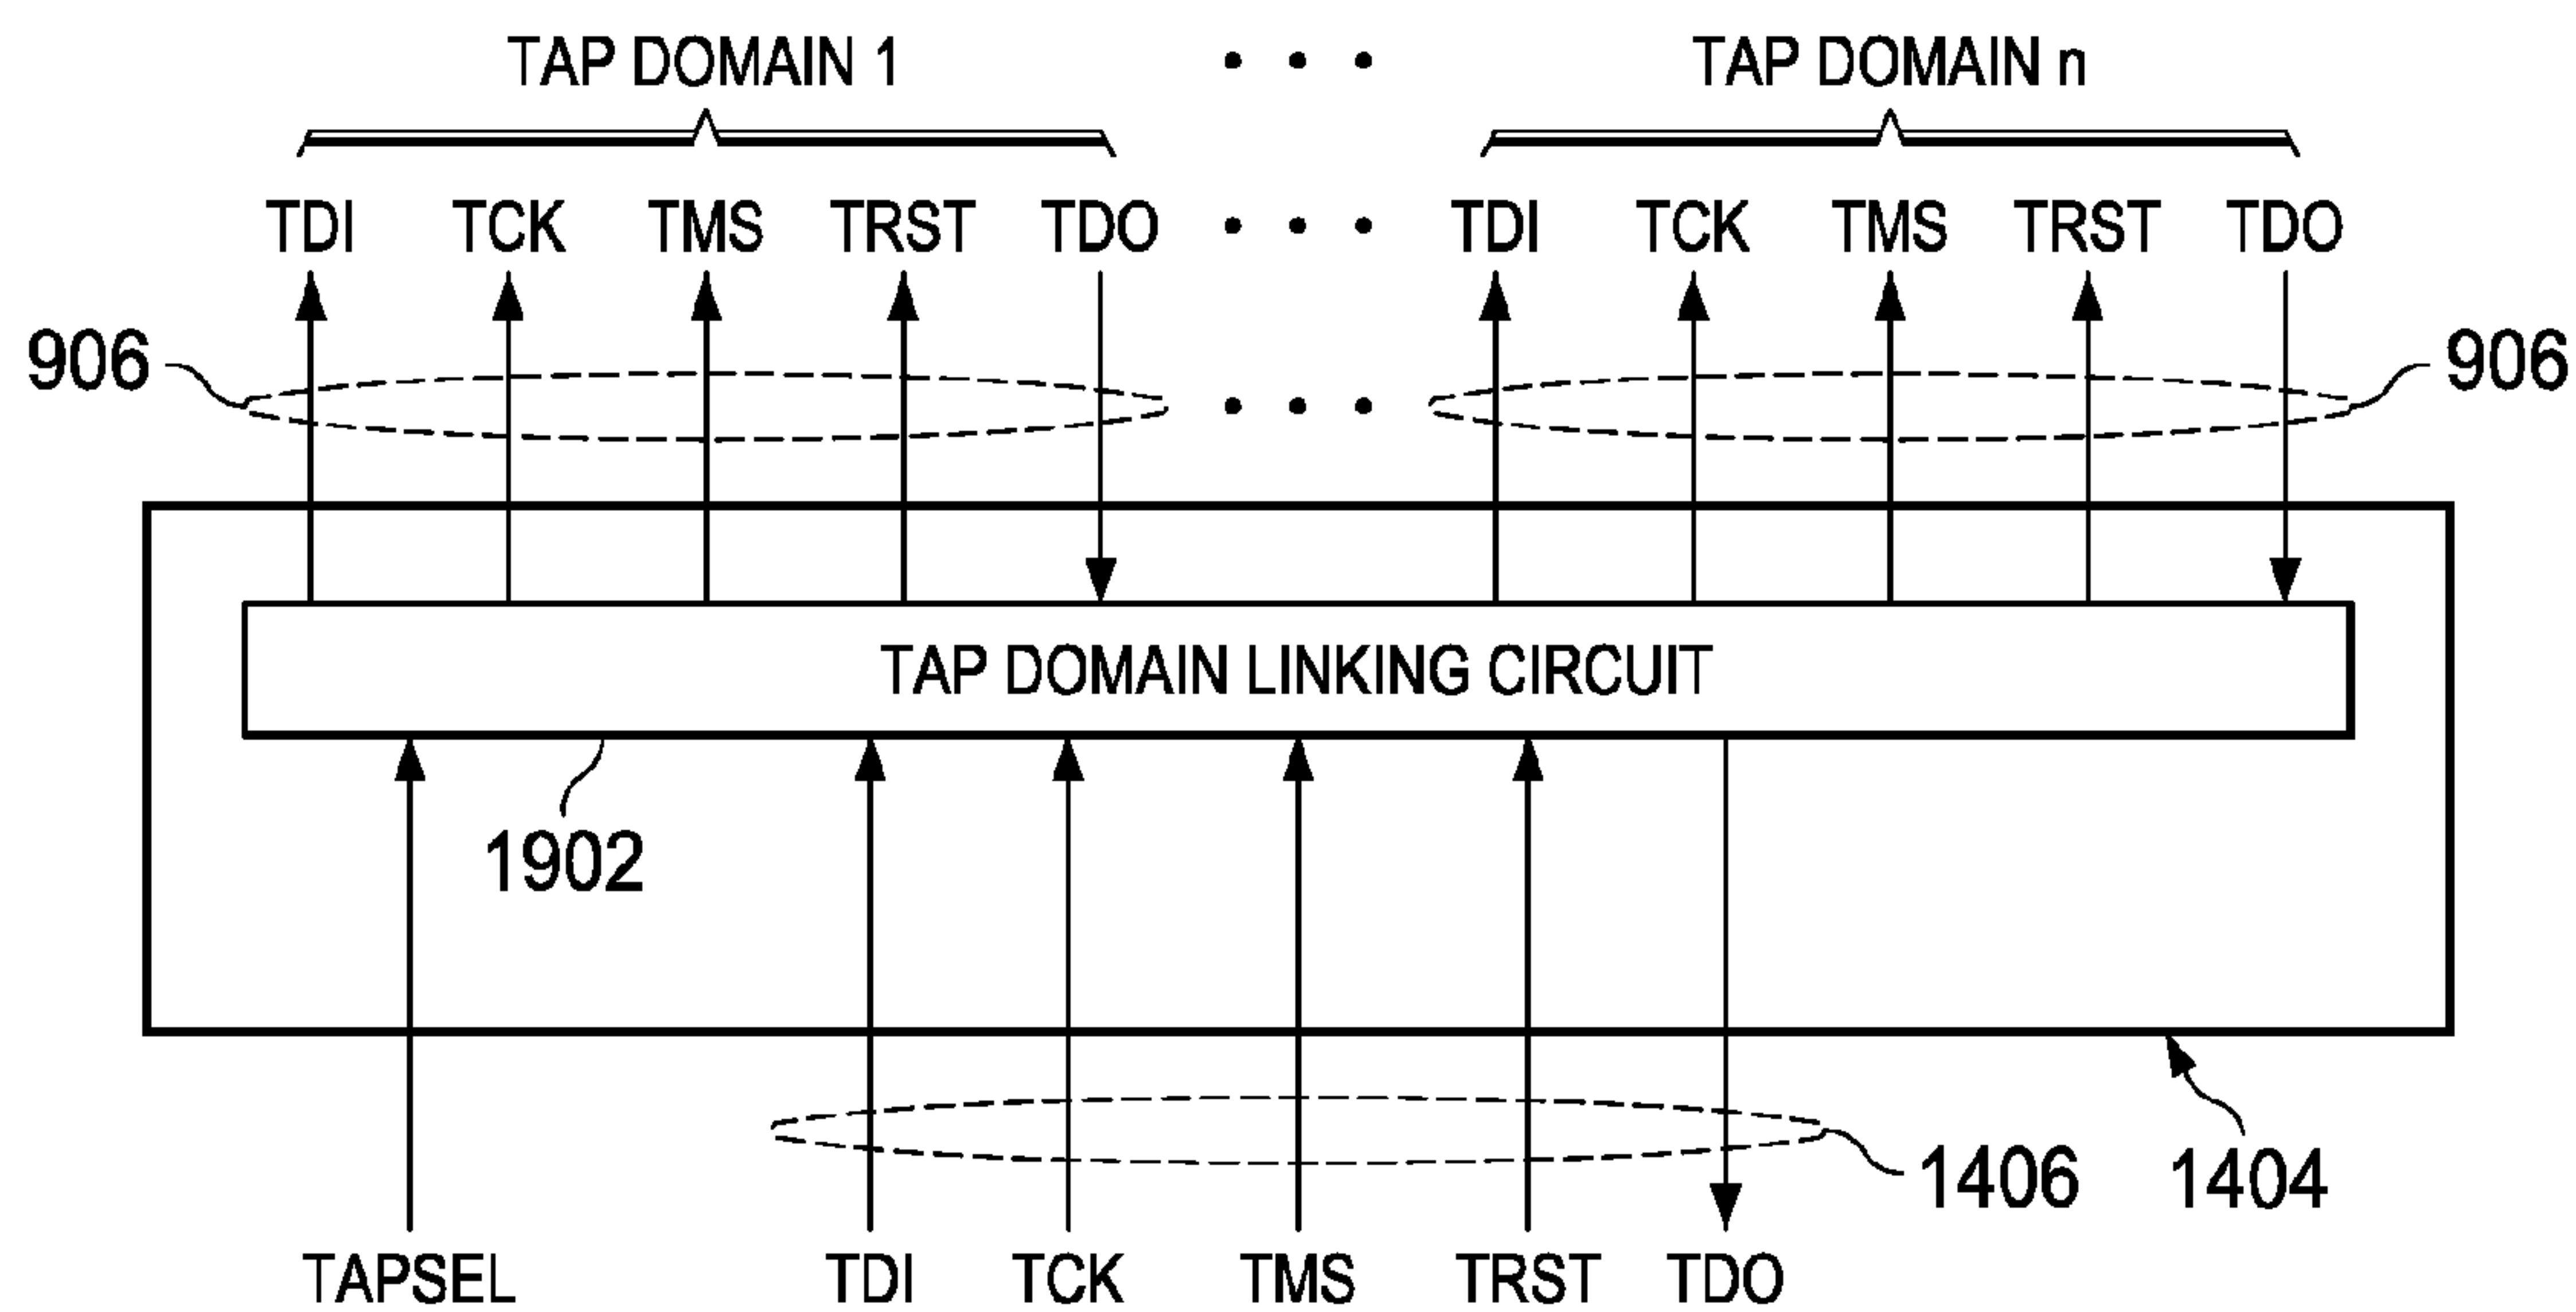 TAP DOMAIN 1 • • • TAP DOMAIN n
TDI TCK TMS TRST TDO • • • TDI TCK TMS TRST TDO
906 • • • 906
TAP DOMAIN LINKING CIRCUIT
1902
1406 1404
TAPSEL TDI TCK TMS TRST TDO